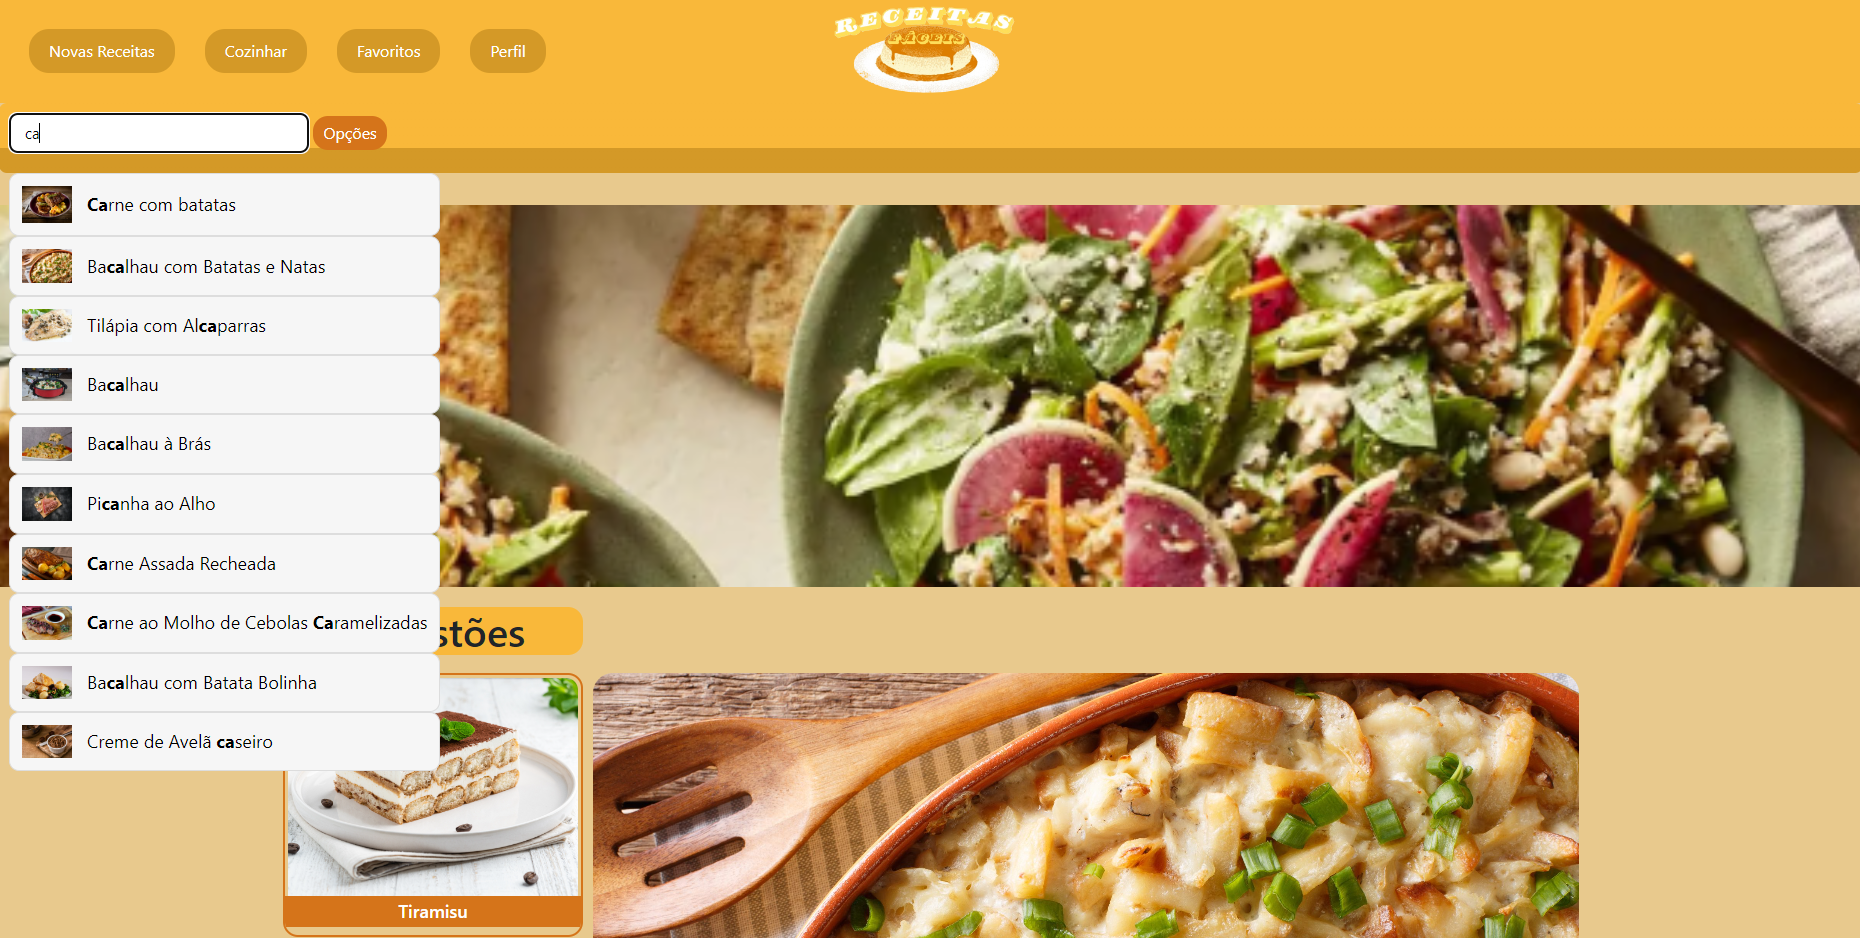 RECEITAS
FÁCEIS
Novas Receitas
Cozinhar
Favoritos
Perfil
ca
Opções
Carne com batatas
Bacalhau com Batatas e Natas
Tilápia com Alcaparras
Bacalhau
Bacalhau à Brás
Picanha ao Alho
Carne Assada Recheada
Carne ao Molho de Cebolas Caramelizadas
Bacalhau com Batata Bolinha
Creme de Avelã caseiro
stões
Tiramisu